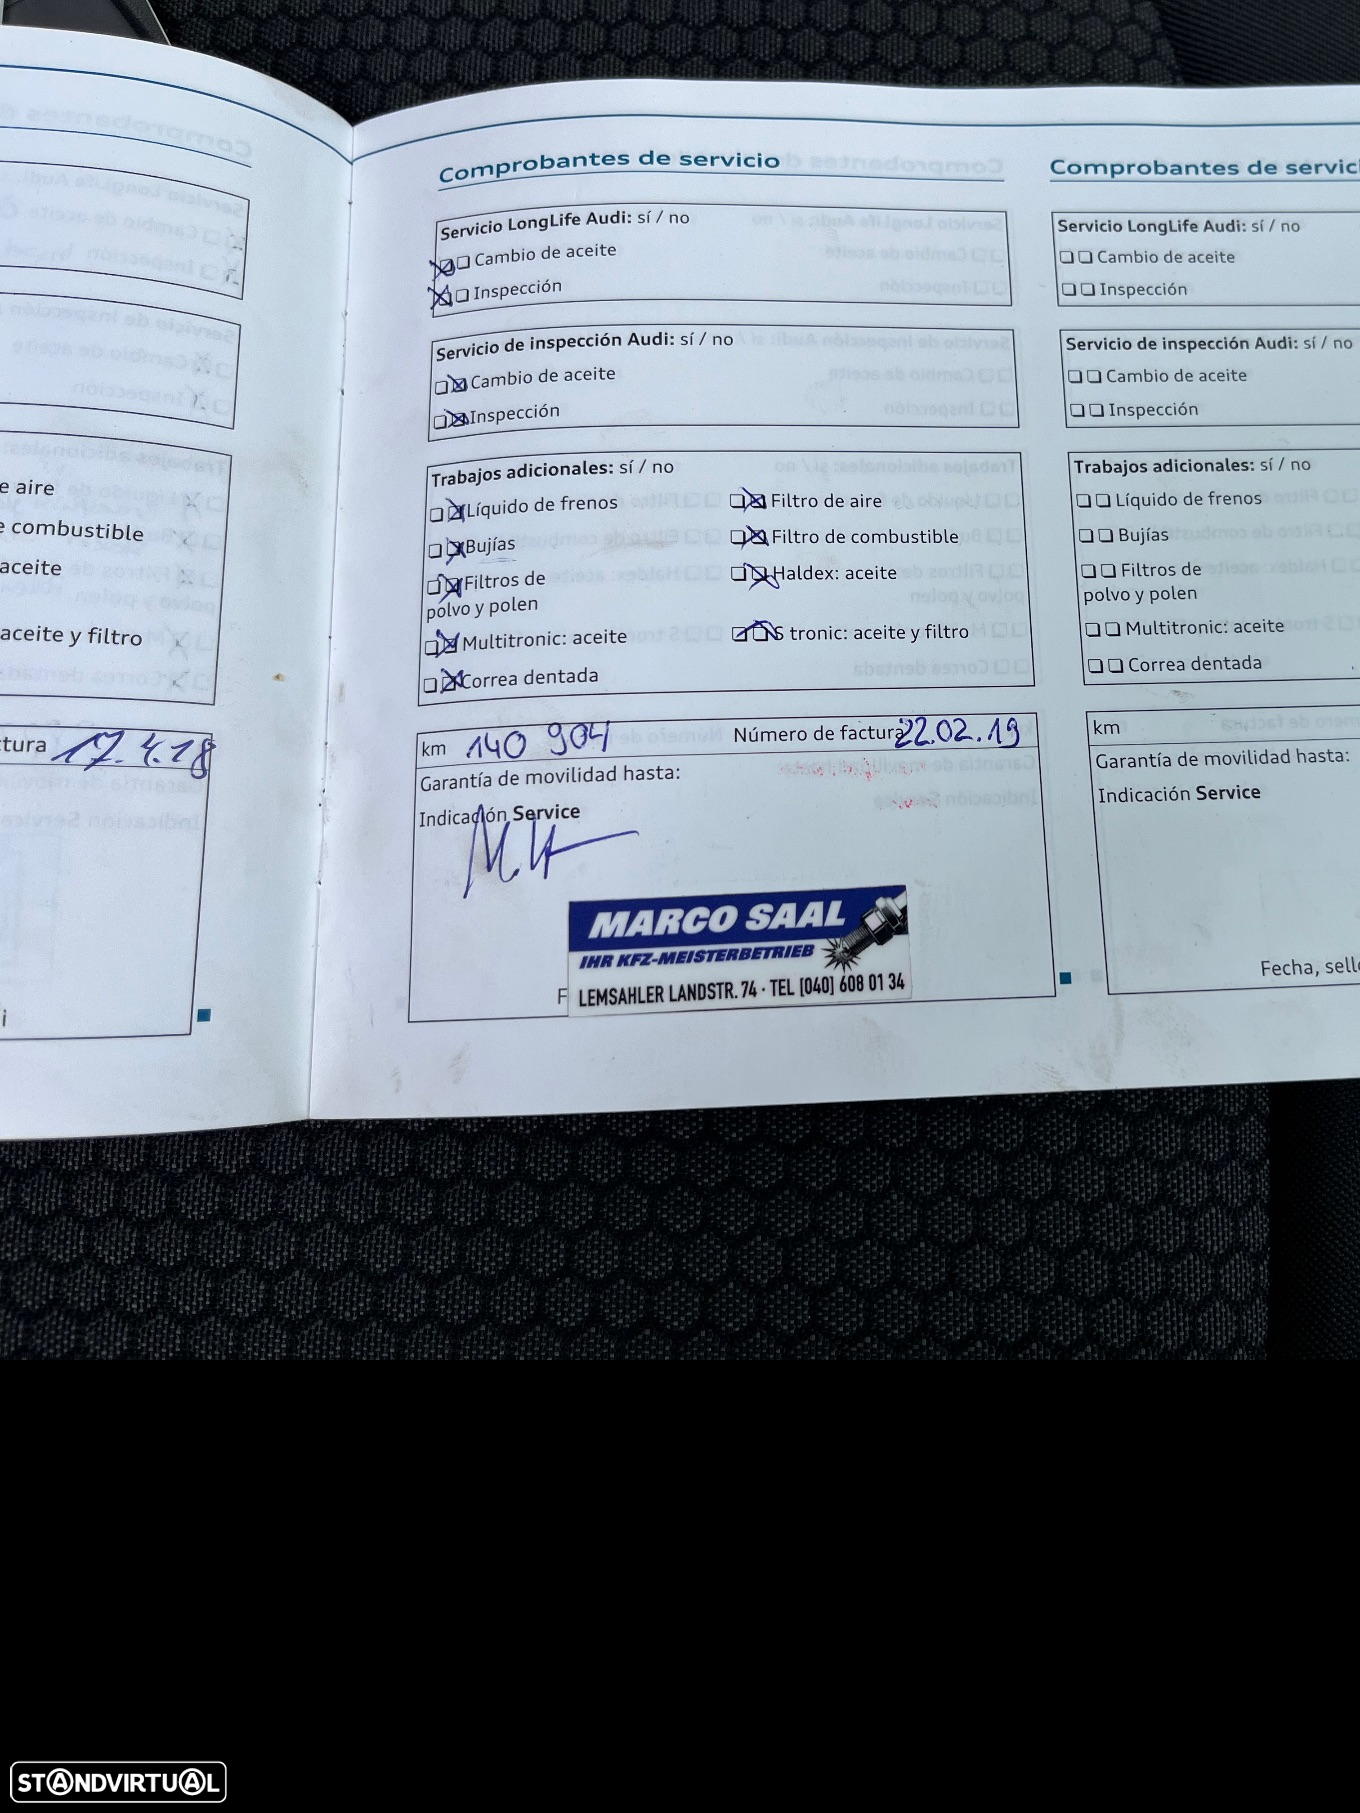 e aire
e combustible
aceite
aceite y filtro
ctura 17.4.18
i
Comprobantes de servicio
Servicio LongLife Audi: sí / no
Cambio de aceite
Inspección
Servicio de inspección Audi: sí / no
Cambio de aceite
Inspección
Trabajos adicionales: sí / no
Líquido de frenos Filtro de aire
Bujías Filtro de combustible
Filtros de Haldex: aceite
polvo y polen
Multitronic: aceite S tronic: aceite y filtro
Correa dentada
km 140 904 Número de factura 22.02.19
Garantía de movilidad hasta:
Indicación Service
MARCO SAAL
IHR KFZ-MEISTERBETRIEB
F LEMSAHLER LANDSTR. 74 · TEL [040] 608 01 34
Comprobantes de servici
Servicio LongLife Audi: sí / no
Cambio de aceite
Inspección
Servicio de inspección Audi: sí / no
Cambio de aceite
Inspección
Trabajos adicionales: sí / no
Líquido de frenos
Bujías
Filtros de
polvo y polen
Multitronic: aceite
Correa dentada
km
Garantía de movilidad hasta:
Indicación Service
Fecha, sello
STANDVIRTUAL